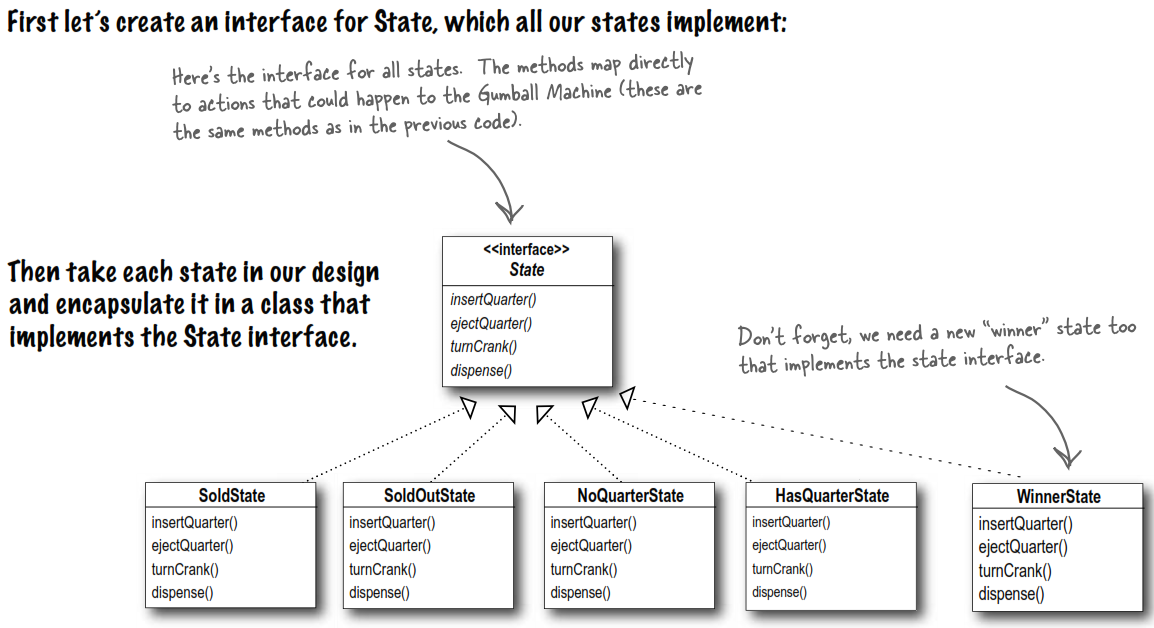 First let's create an interface for State, which all our states implement:
Here's the interface for all states. The methods map directly
to actions that could happen to the Gumball Machine (these are
the same methods as in the previous code).
<<interface>>
State
insertQuarter()
ejectQuarter()
turnCrank()
dispense()
Then take each state in our design
and encapsulate it in a class that
implements the State interface.
Don't forget, we need a new “winner” state too
that implements the state interface.
SoldState
insertQuarter()
ejectQuarter()
turnCrank()
dispense()
SoldOutState
insertQuarter()
ejectQuarter()
turnCrank()
dispense()
NoQuarterState
insertQuarter()
ejectQuarter()
turnCrank()
dispense()
HasQuarterState
insertQuarter()
ejectQuarter()
turnCrank()
dispense()
WinnerState
insertQuarter()
ejectQuarter()
turnCrank()
dispense()